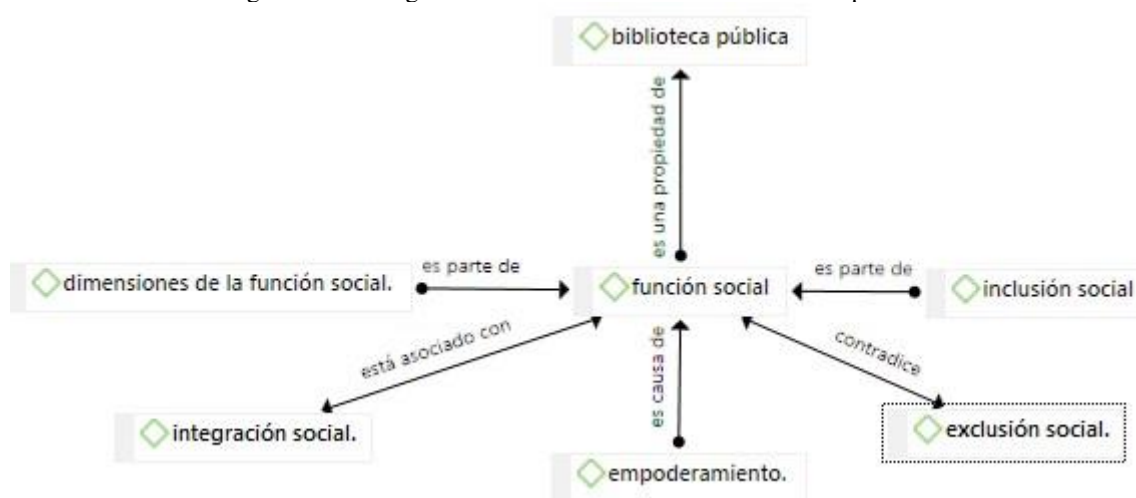 biblioteca pública
es una propiedad de
dimensiones de la función social.
es parte de
función social
es parte de
inclusión social
está asociado con
es causa de
contradice
integración social.
exclusión social.
empoderamiento.